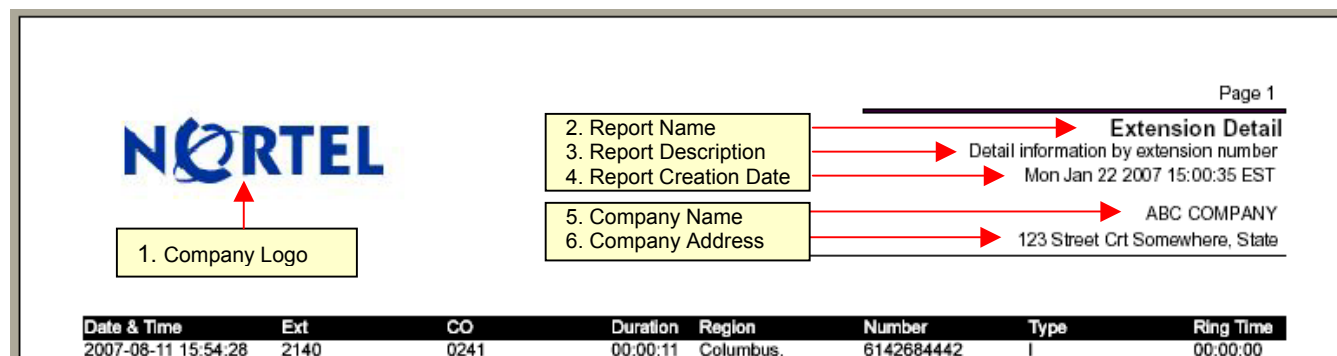 Page 1
NORTEL
2. Report Name
3. Report Description
4. Report Creation Date
Extension Detail
Detail information by extension number
Mon Jan 22 2007 15:00:35 EST
5. Company Name
6. Company Address
ABC COMPANY
123 Street Crt Somewhere, State
1. Company Logo
Date & Time Ext CO Duration Region Number Type Ring Time
2007-08-11 15:54:28 2140 0241 00:00:11 Columbus, 6142684442 I 00:00:00